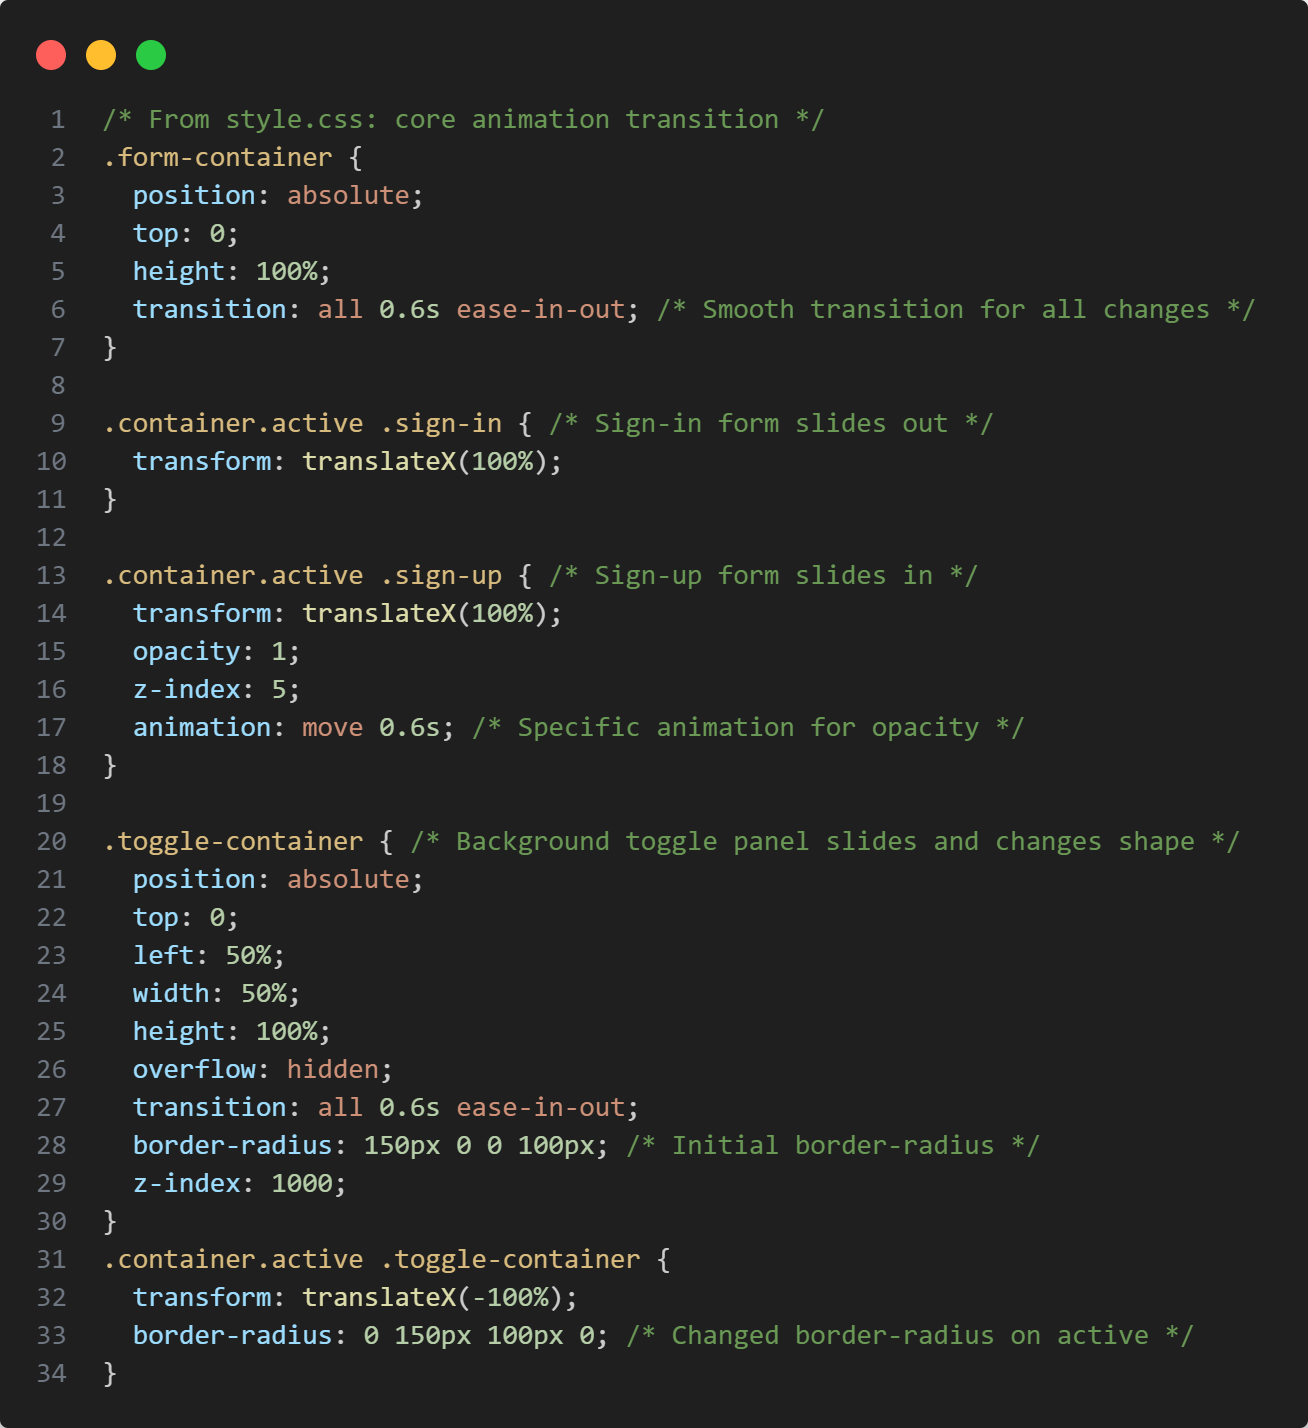 1 /* From style.css: core animation transition */
2 .form-container {
3   position: absolute;
4   top: 0;
5   height: 100%;
6   transition: all 0.6s ease-in-out; /* Smooth transition for all changes */
7 }
8
9 .container.active .sign-in { /* Sign-in form slides out */
10   transform: translateX(100%);
11 }
12
13 .container.active .sign-up { /* Sign-up form slides in */
14   transform: translateX(100%);
15   opacity: 1;
16   z-index: 5;
17   animation: move 0.6s; /* Specific animation for opacity */
18 }
19
20 .toggle-container { /* Background toggle panel slides and changes shape */
21   position: absolute;
22   top: 0;
23   left: 50%;
24   width: 50%;
25   height: 100%;
26   overflow: hidden;
27   transition: all 0.6s ease-in-out;
28   border-radius: 150px 0 0 100px; /* Initial border-radius */
29   z-index: 1000;
30 }
31 .container.active .toggle-container {
32   transform: translateX(-100%);
33   border-radius: 0 150px 100px 0; /* Changed border-radius on active */
34 }